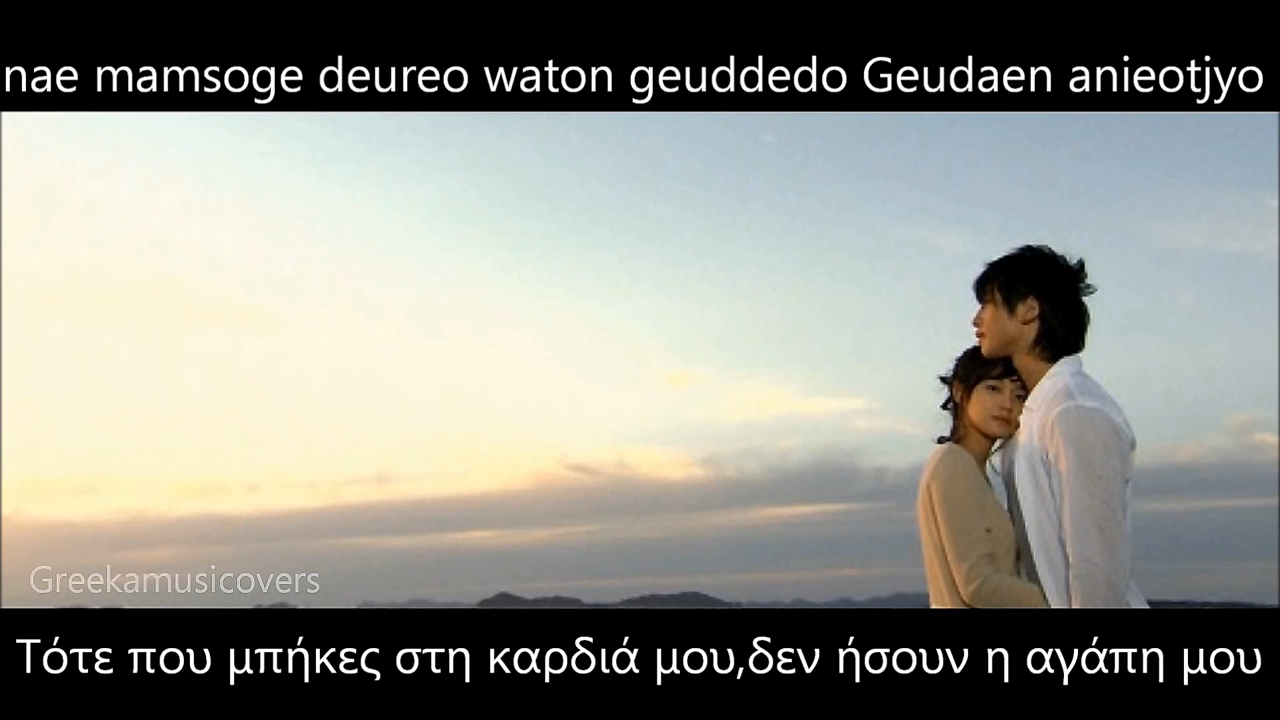 nae mamsoge deureo waton geuddedo Geudaen anieotjyo
Greekamusicovers
Τότε που μπήκες στη καρδιά μου,δεν ήσουν η αγάπη μου